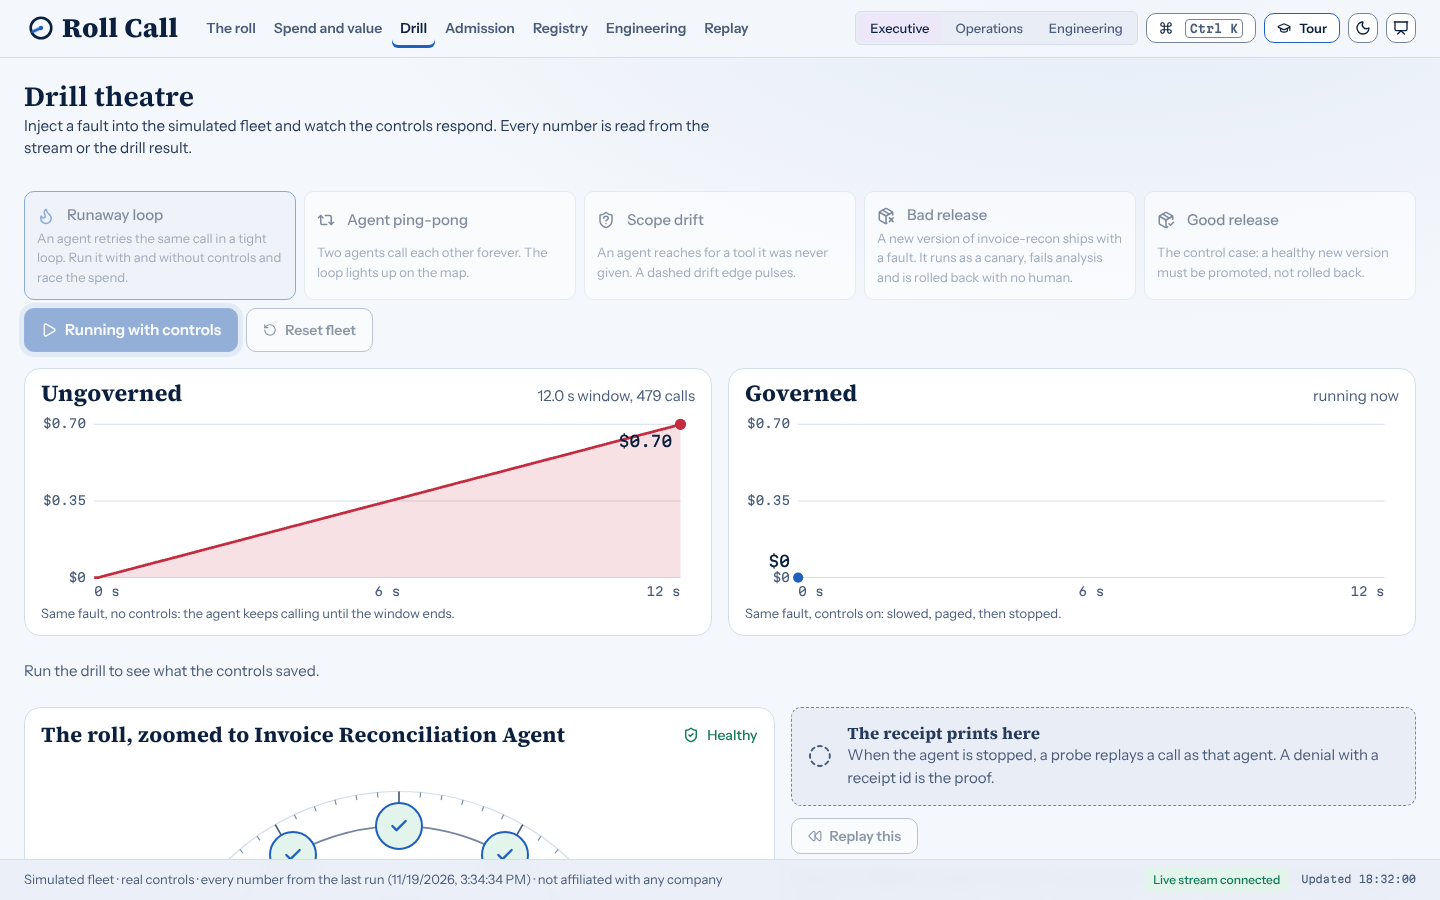 Roll Call
The roll
Spend and value
Drill
Admission
Registry
Engineering
Replay
Executive
Operations
Engineering
⌘ Ctrl K
Tour
Drill theatre
Inject a fault into the simulated fleet and watch the controls respond. Every number is read from the
stream or the drill result.
Runaway loop
An agent retries the same call in a tight
loop. Run it with and without controls and
race the spend.
Agent ping-pong
Two agents call each other forever. The
loop lights up on the map.
Scope drift
An agent reaches for a tool it was never
given. A dashed drift edge pulses.
Bad release
A new version of invoice-recon ships with
a fault. It runs as a canary, fails analysis
and is rolled back with no human.
Good release
The control case: a healthy new version
must be promoted, not rolled back.
Running with controls
Reset fleet
Ungoverned
12.0 s window, 479 calls
$0.70
$0.70
$0.35
$0
0 s
6 s
12 s
Same fault, no controls: the agent keeps calling until the window ends.
Governed
running now
$0.70
$0.35
$0
$0
0 s
6 s
12 s
Same fault, controls on: slowed, paged, then stopped.
Run the drill to see what the controls saved.
The roll, zoomed to Invoice Reconciliation Agent
Healthy
The receipt prints here
When the agent is stopped, a probe replays a call as that agent. A denial with a
receipt id is the proof.
Replay this
Simulated fleet · real controls · every number from the last run (11/19/2026, 3:34:34 PM) · not affiliated with any company
Live stream connected
Updated 18:32:00